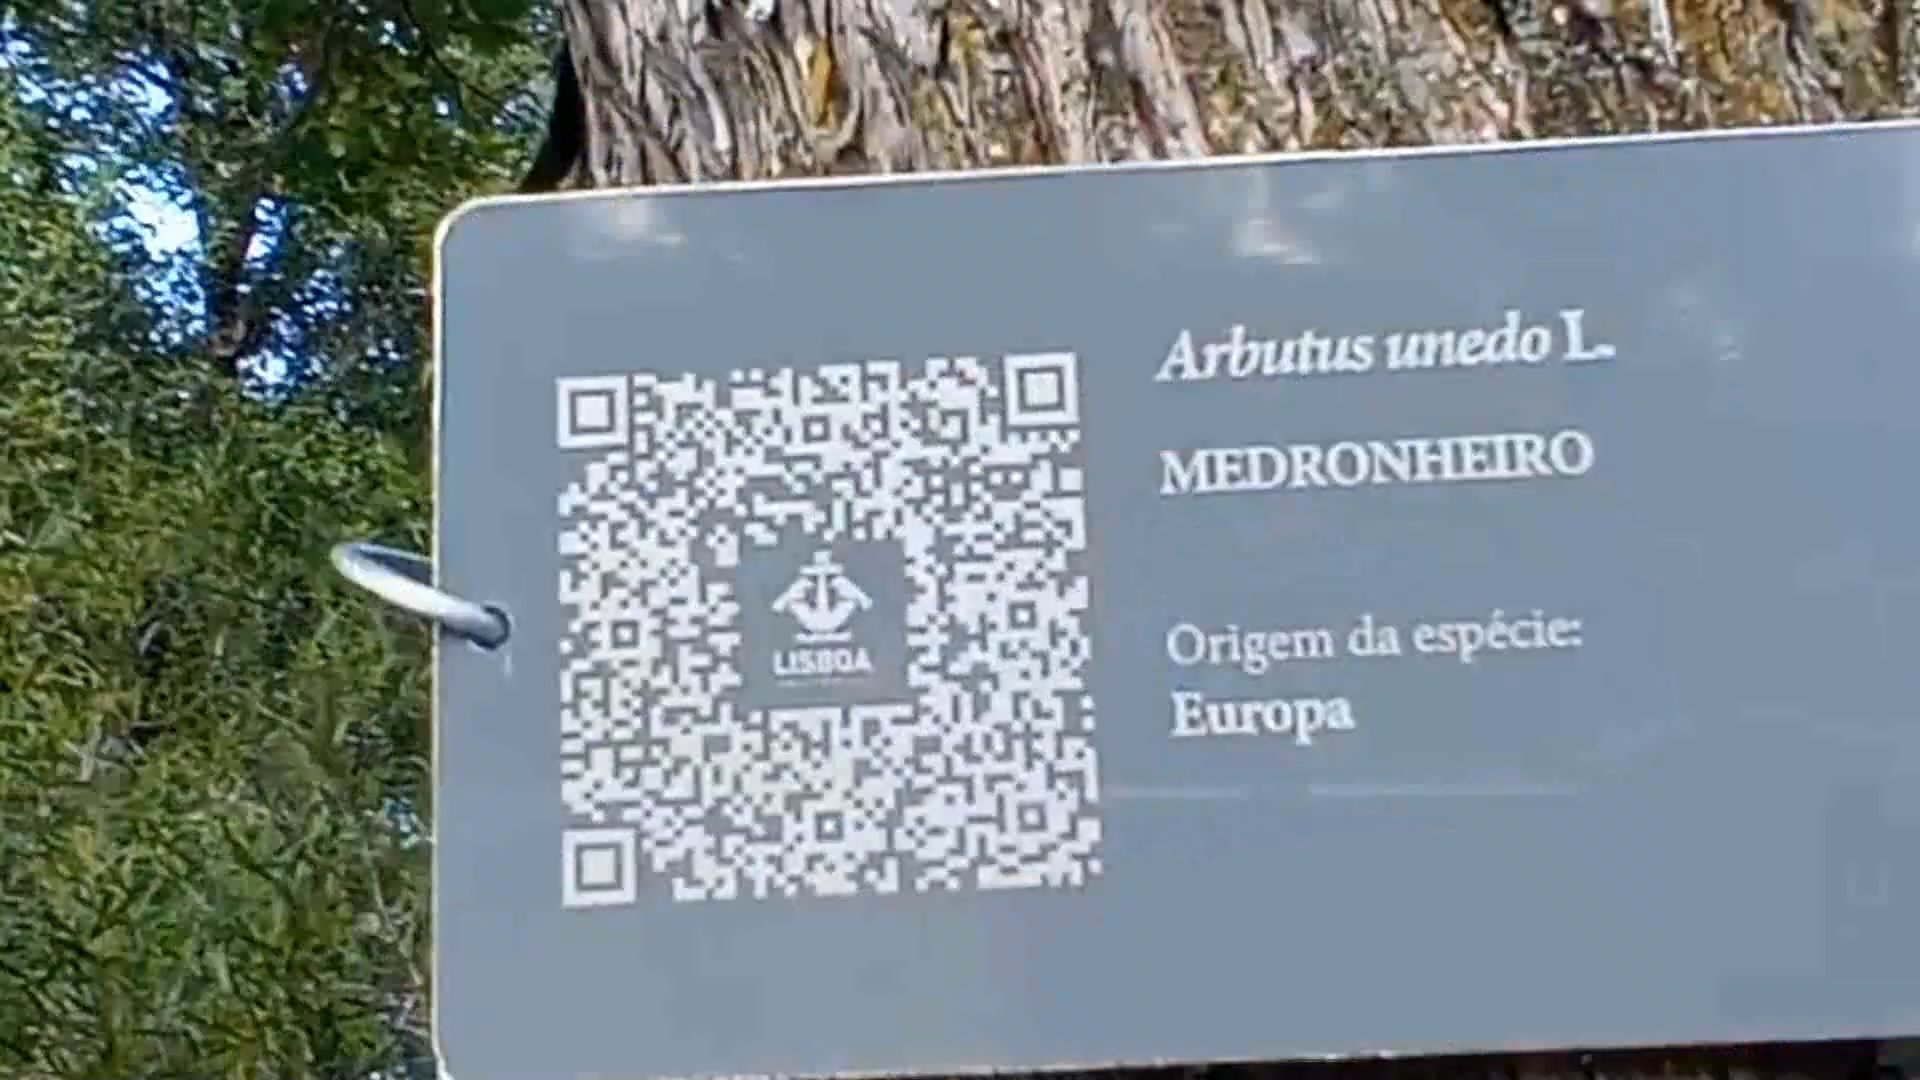 Arbutus unedo L.
MEDRONHEIRO
Origem da espécie:
Europa
LISBOA